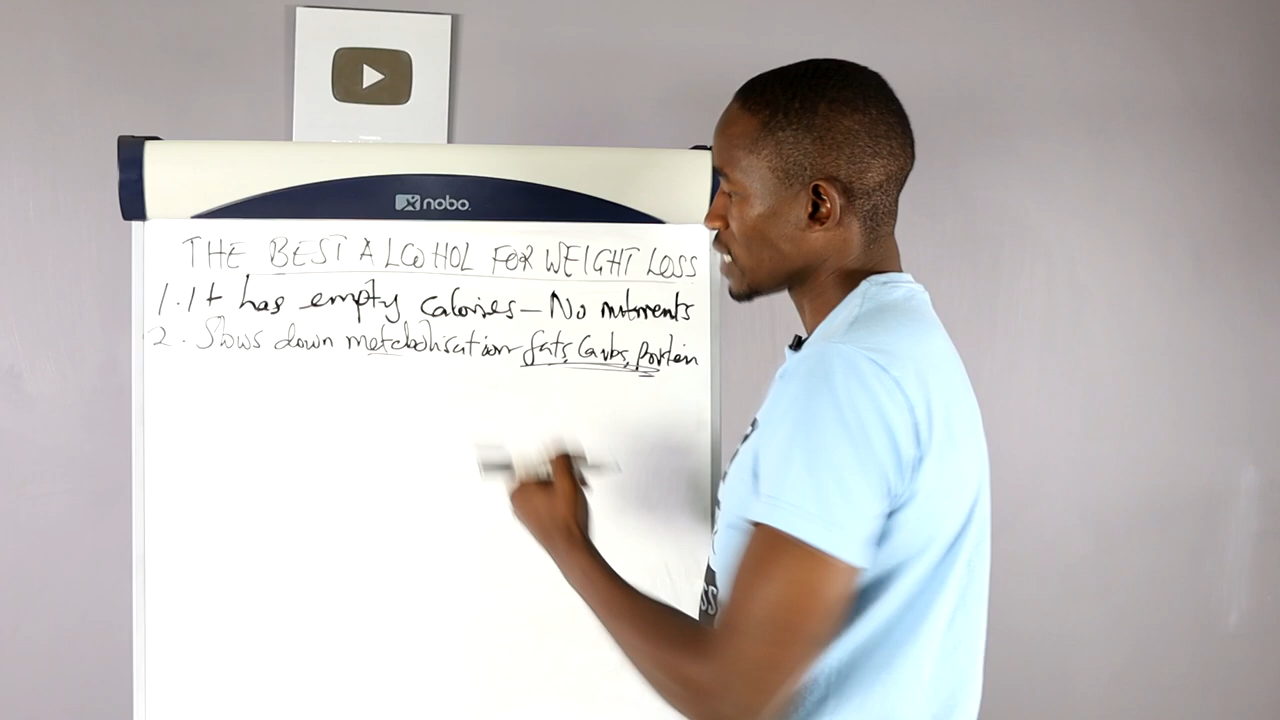 nobo
THE BEST ALCOHOL FOR WEIGHT LOSS
1. It has empty calories - No nutrients
2. Slows down metabolisation fats, Carbs, protein
SS